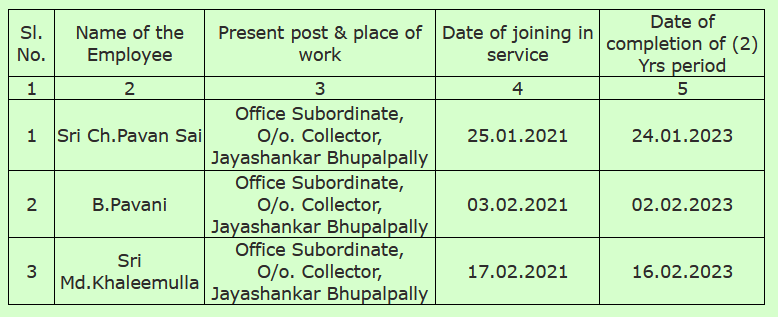 Sl. No. | Name of the Employee | Present post & place of work | Date of joining in service | Date of completion of (2) Yrs period
1 | 2 | 3 | 4 | 5
1 | Sri Ch.Pavan Sai | Office Subordinate, O/o. Collector, Jayashankar Bhupalpally | 25.01.2021 | 24.01.2023
2 | B.Pavani | Office Subordinate, O/o. Collector, Jayashankar Bhupalpally | 03.02.2021 | 02.02.2023
3 | Sri Md.Khaleemulla | Office Subordinate, O/o. Collector, Jayashankar Bhupalpally | 17.02.2021 | 16.02.2023